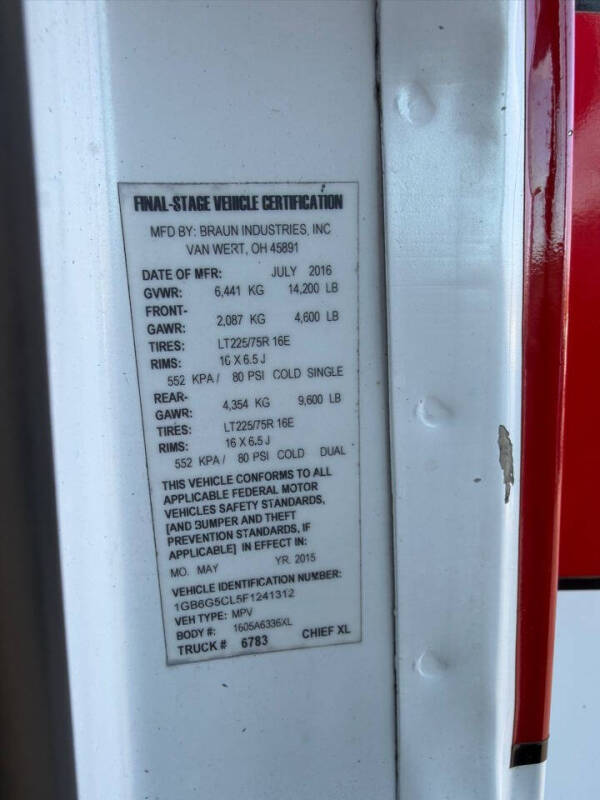 FINAL-STAGE VEHICLE CERTIFICATION
MFD BY: BRAUN INDUSTRIES, INC
VAN WERT, OH 45891
DATE OF MFR: JULY 2016
GVWR: 6,441 KG 14,200 LB
FRONT-
GAWR: 2,087 KG 4,600 LB
TIRES: LT225/75R 16E
RIMS: 16 X 6.5 J
552 KPA / 80 PSI COLD SINGLE
REAR-
GAWR: 4,354 KG 9,600 LB
TIRES: LT225/75R 16E
RIMS: 16 X 6.5 J
552 KPA / 80 PSI COLD DUAL
THIS VEHICLE CONFORMS TO ALL
APPLICABLE FEDERAL MOTOR
VEHICLES SAFETY STANDARDS,
[AND BUMPER AND THEFT
PREVENTION STANDARDS, IF
APPLICABLE] IN EFFECT IN:
MO. MAY YR. 2015
VEHICLE IDENTIFICATION NUMBER:
1GB6G5CL5F1241312
VEH TYPE: MPV
BODY #: 1605A6336XL
TRUCK # 6783 CHIEF XL